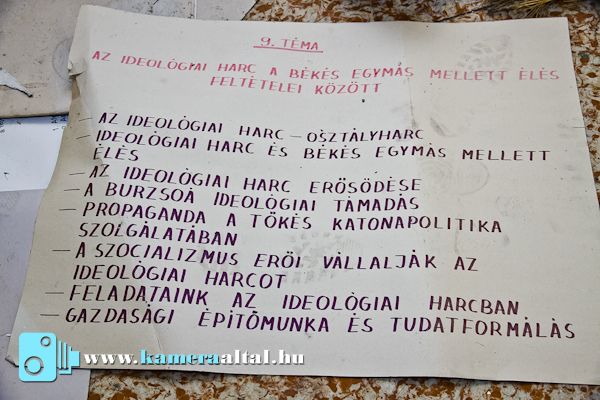 9. TÉMA
AZ IDEOLÓGIAI HARC A BÉKÉS EGYMÁS MELLETT ÉLÉS
FELTÉTELEI KÖZÖTT
— AZ IDEOLÓGIAI HARC – OSZTÁLYHARC
— IDEOLÓGIAI HARC ÉS BÉKÉS EGYMÁS MELLETT
ÉLÉS
— AZ IDEOLÓGIAI HARC ERŐSÖDÉSE
— A BURZSOÁ IDEOLÓGIAI TÁMADÁS
— PROPAGANDA A TŐKÉS KATONAPOLITIKA
SZOLGÁLATÁBAN
— A SZOCIALIZMUS ERŐI VÁLLALJÁK AZ
IDEOLÓGIAI HARCOT
— FELADATAINK AZ IDEOLÓGIAI HARCBAN
— GAZDASÁGI ÉPÍTŐMUNKA ÉS TUDATFORMÁLÁS
www.kameraaltal.hu